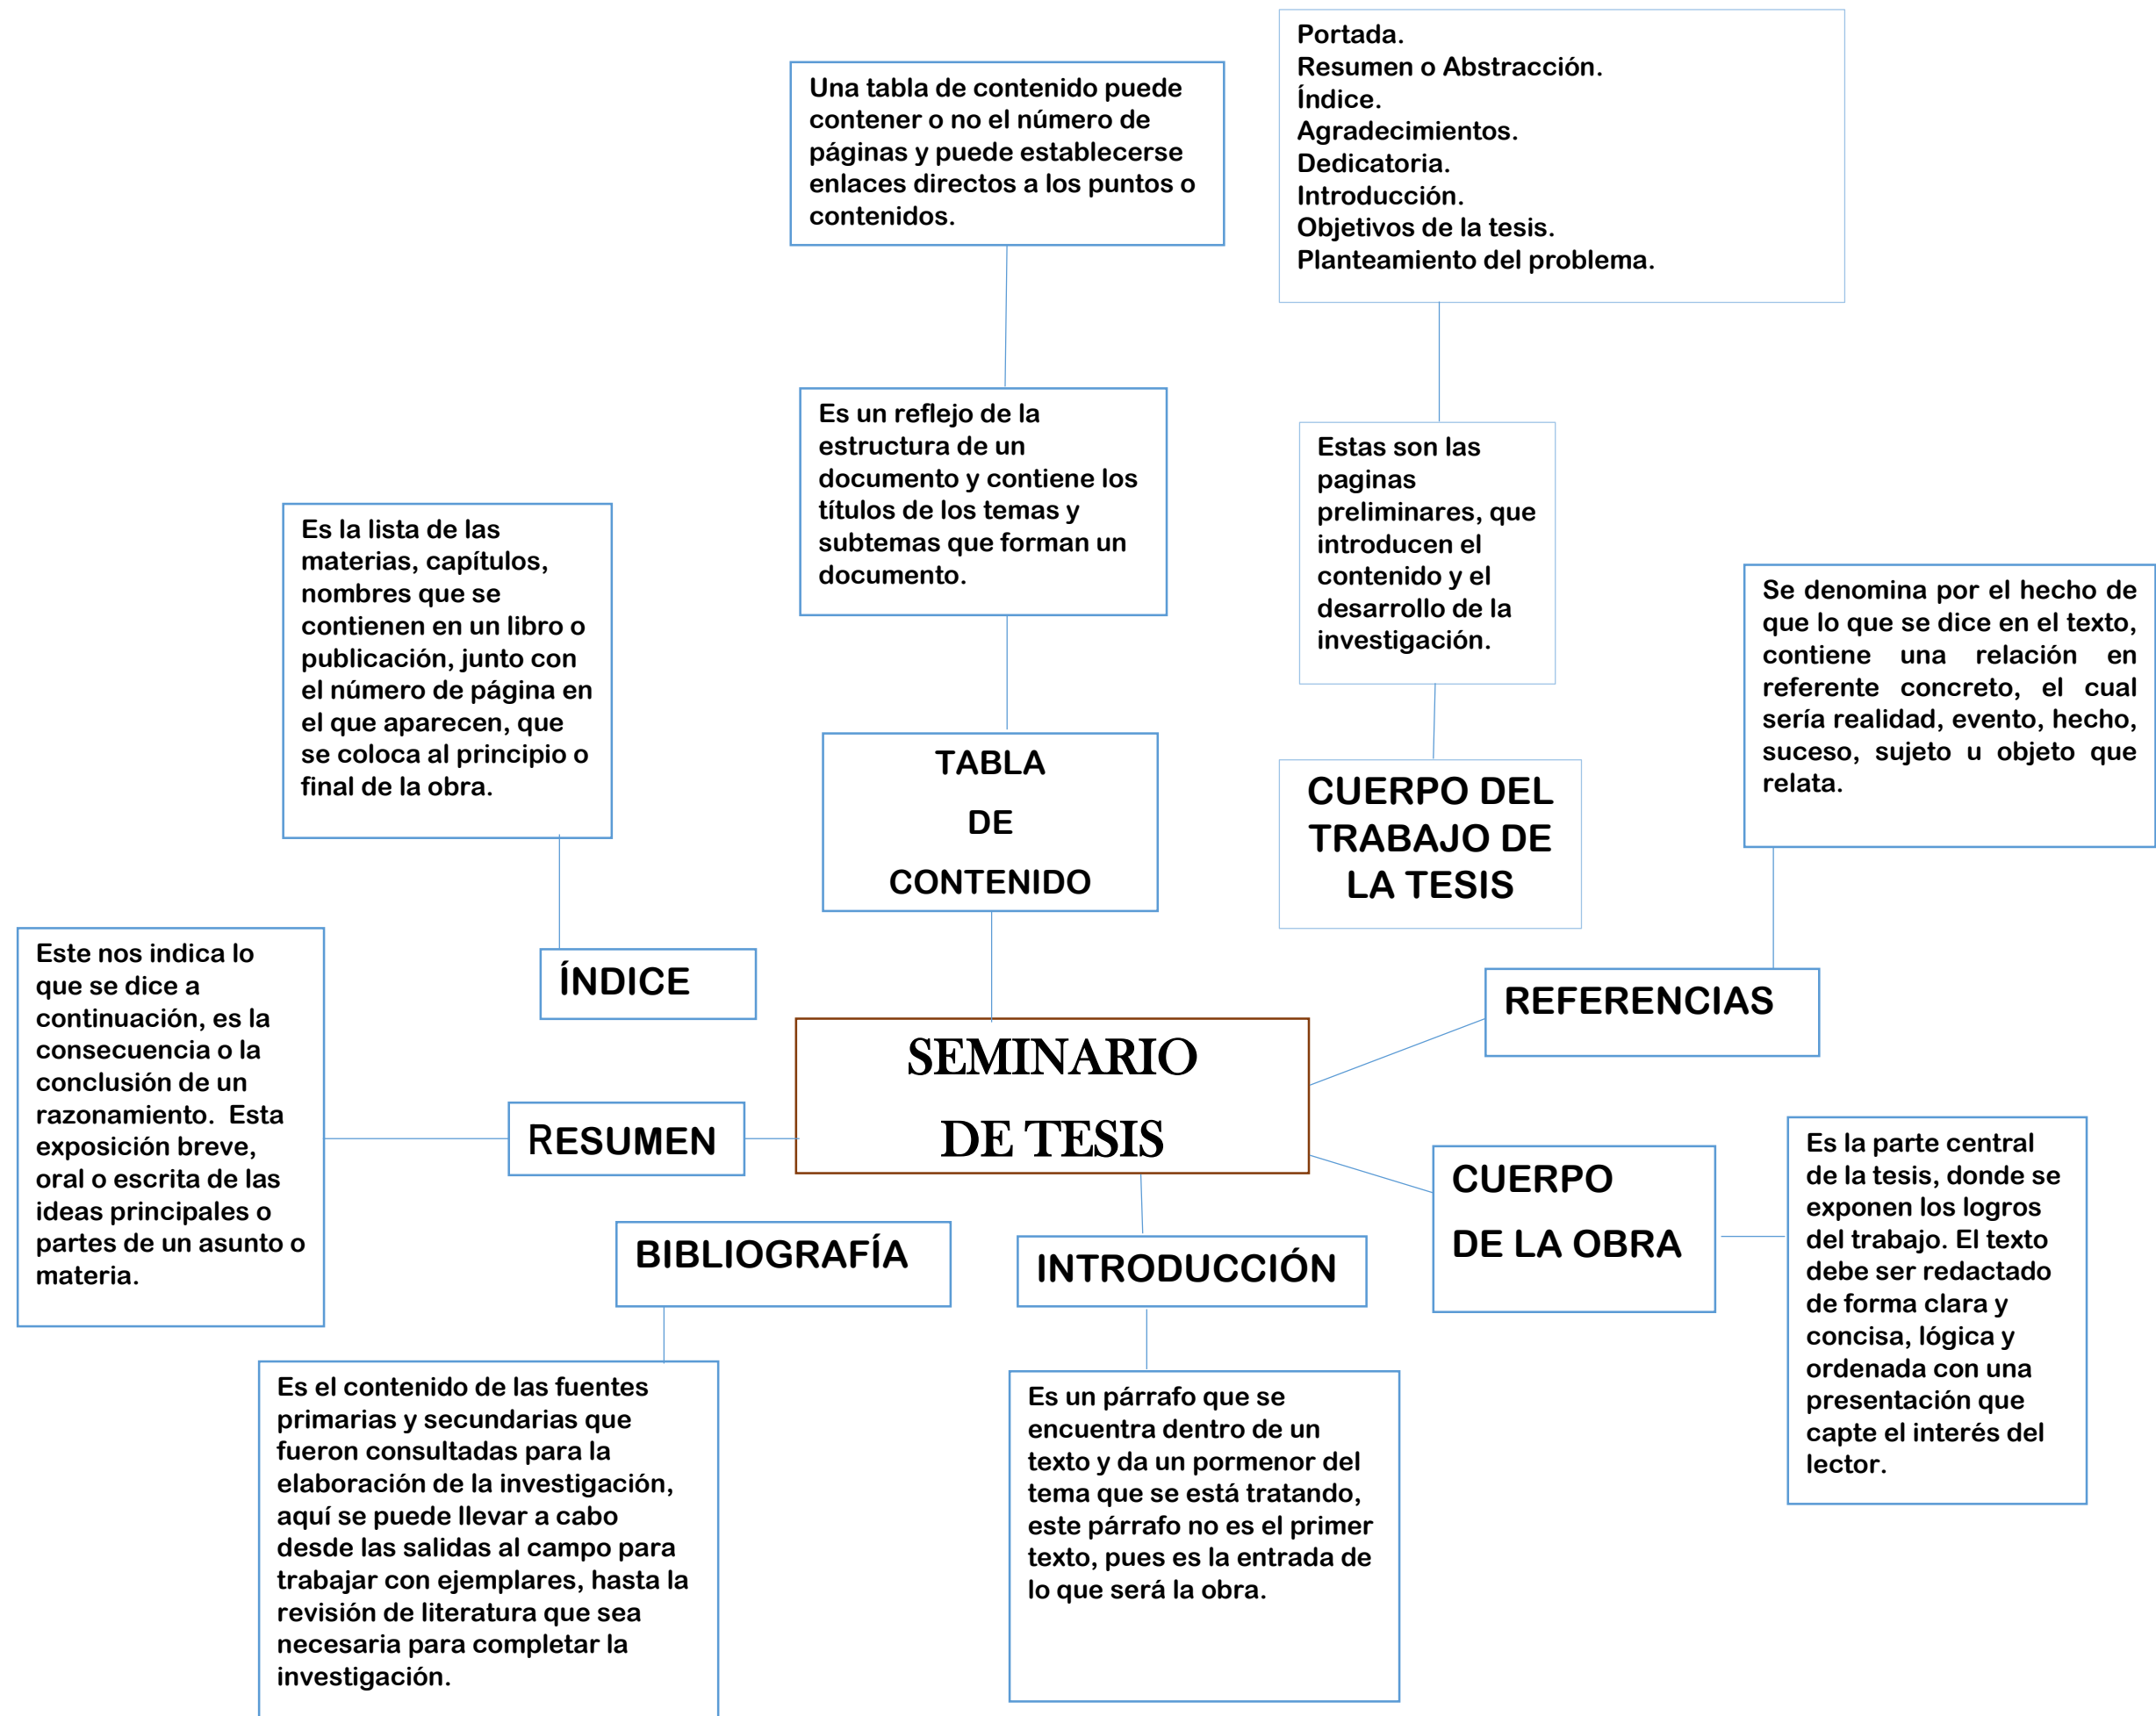 Portada.
Resumen o Abstracción.
Índice.
Agradecimientos.
Dedicatoria.
Introducción.
Objetivos de la tesis.
Planteamiento del problema.
Una tabla de contenido puede
contener o no el número de
páginas y puede establecerse
enlaces directos a los puntos o
contenidos.
Es un reflejo de la
estructura de un
documento y contiene los
títulos de los temas y
subtemas que forman un
documento.
Estas son las
paginas
preliminares, que
introducen el
contenido y el
desarrollo de la
investigación.
Es la lista de las
materias, capítulos,
nombres que se
contienen en un libro o
publicación, junto con
el número de página en
el que aparecen, que
se coloca al principio o
final de la obra.
Se denomina por el hecho de
que lo que se dice en el texto,
contiene una relación en
referente concreto, el cual
sería realidad, evento, hecho,
suceso, sujeto u objeto que
relata.
TABLA
DE
CONTENIDO
CUERPO DEL
TRABAJO DE
LA TESIS
ÍNDICE
REFERENCIAS
Este nos indica lo
que se dice a
continuación, es la
consecuencia o la
conclusión de un
razonamiento.  Esta
exposición breve,
oral o escrita de las
ideas principales o
partes de un asunto o
materia.
SEMINARIO
DE TESIS
RESUMEN
CUERPO
DE LA OBRA
Es la parte central
de la tesis, donde se
exponen los logros
del trabajo. El texto
debe ser redactado
de forma clara y
concisa, lógica y
ordenada con una
presentación que
capte el interés del
lector.
BIBLIOGRAFÍA
INTRODUCCIÓN
Es el contenido de las fuentes
primarias y secundarias que
fueron consultadas para la
elaboración de la investigación,
aquí se puede llevar a cabo
desde las salidas al campo para
trabajar con ejemplares, hasta la
revisión de literatura que sea
necesaria para completar la
investigación.
Es un párrafo que se
encuentra dentro de un
texto y da un pormenor del
tema que se está tratando,
este párrafo no es el primer
texto, pues es la entrada de
lo que será la obra.